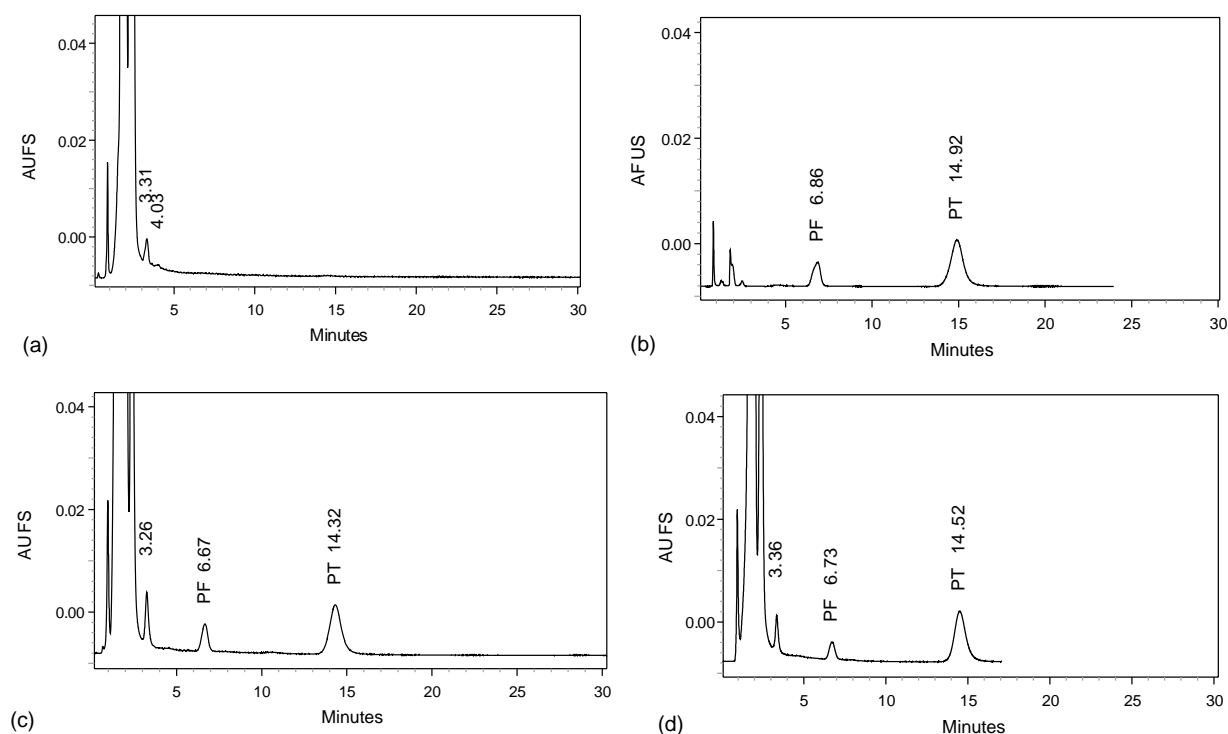 0.04
0.02
0.00
AUFS
3.31
4.03
5 10 15 20 25 30
Minutes
(a)
0.04
0.02
0.00
AFUS
PF 6.86
PT 14.92
5 10 15 20 25 30
Minutes
(b)
0.04
0.02
0.00
AUFS
3.26
PF 6.67
PT 14.32
5 10 15 20 25 30
Minutes
(c)
0.04
0.02
0.00
AUFS
3.36
PF 6.73
PT 14.52
5 10 15 20 25 30
Minutes
(d)